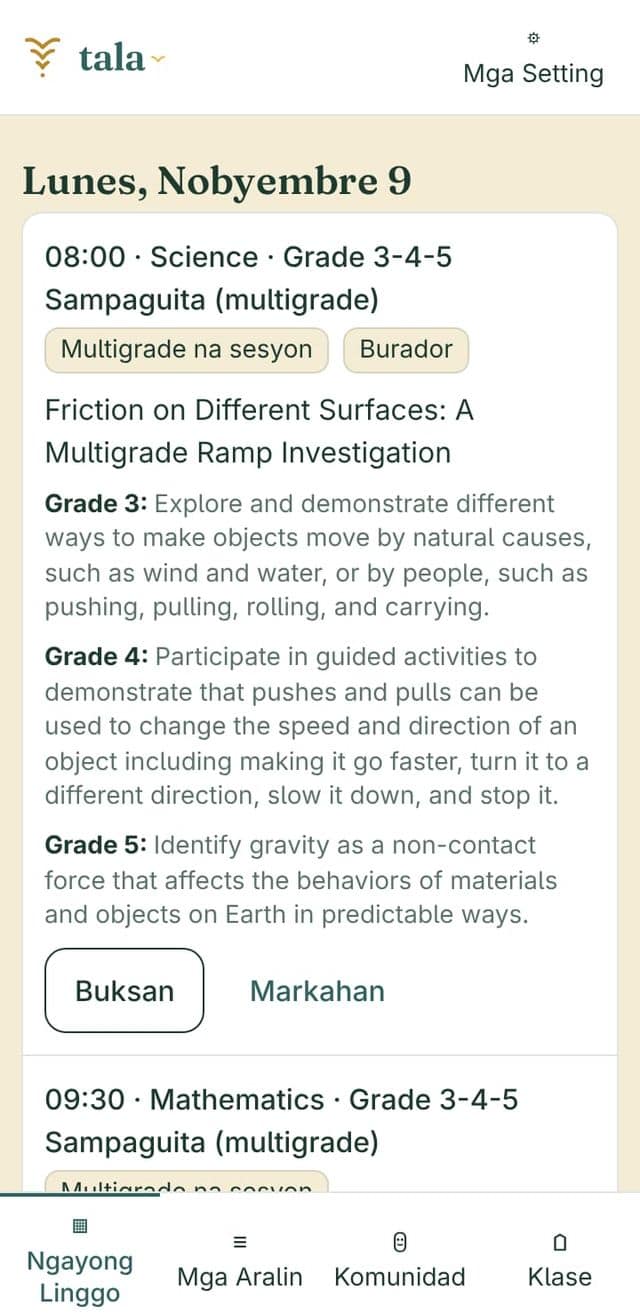 tala
Mga Setting
Lunes, Nobyembre 9
08:00 · Science · Grade 3-4-5
Sampaguita (multigrade)
Multigrade na sesyon
Burador
Friction on Different Surfaces: A
Multigrade Ramp Investigation
Grade 3: Explore and demonstrate different
ways to make objects move by natural causes,
such as wind and water, or by people, such as
pushing, pulling, rolling, and carrying.
Grade 4: Participate in guided activities to
demonstrate that pushes and pulls can be
used to change the speed and direction of an
object including making it go faster, turn it to a
different direction, slow it down, and stop it.
Grade 5: Identify gravity as a non-contact
force that affects the behaviors of materials
and objects on Earth in predictable ways.
Buksan
Markahan
09:30 · Mathematics · Grade 3-4-5
Sampaguita (multigrade)
Multigrade na sesyon
Ngayong
Linggo
Mga Aralin
Komunidad
Klase